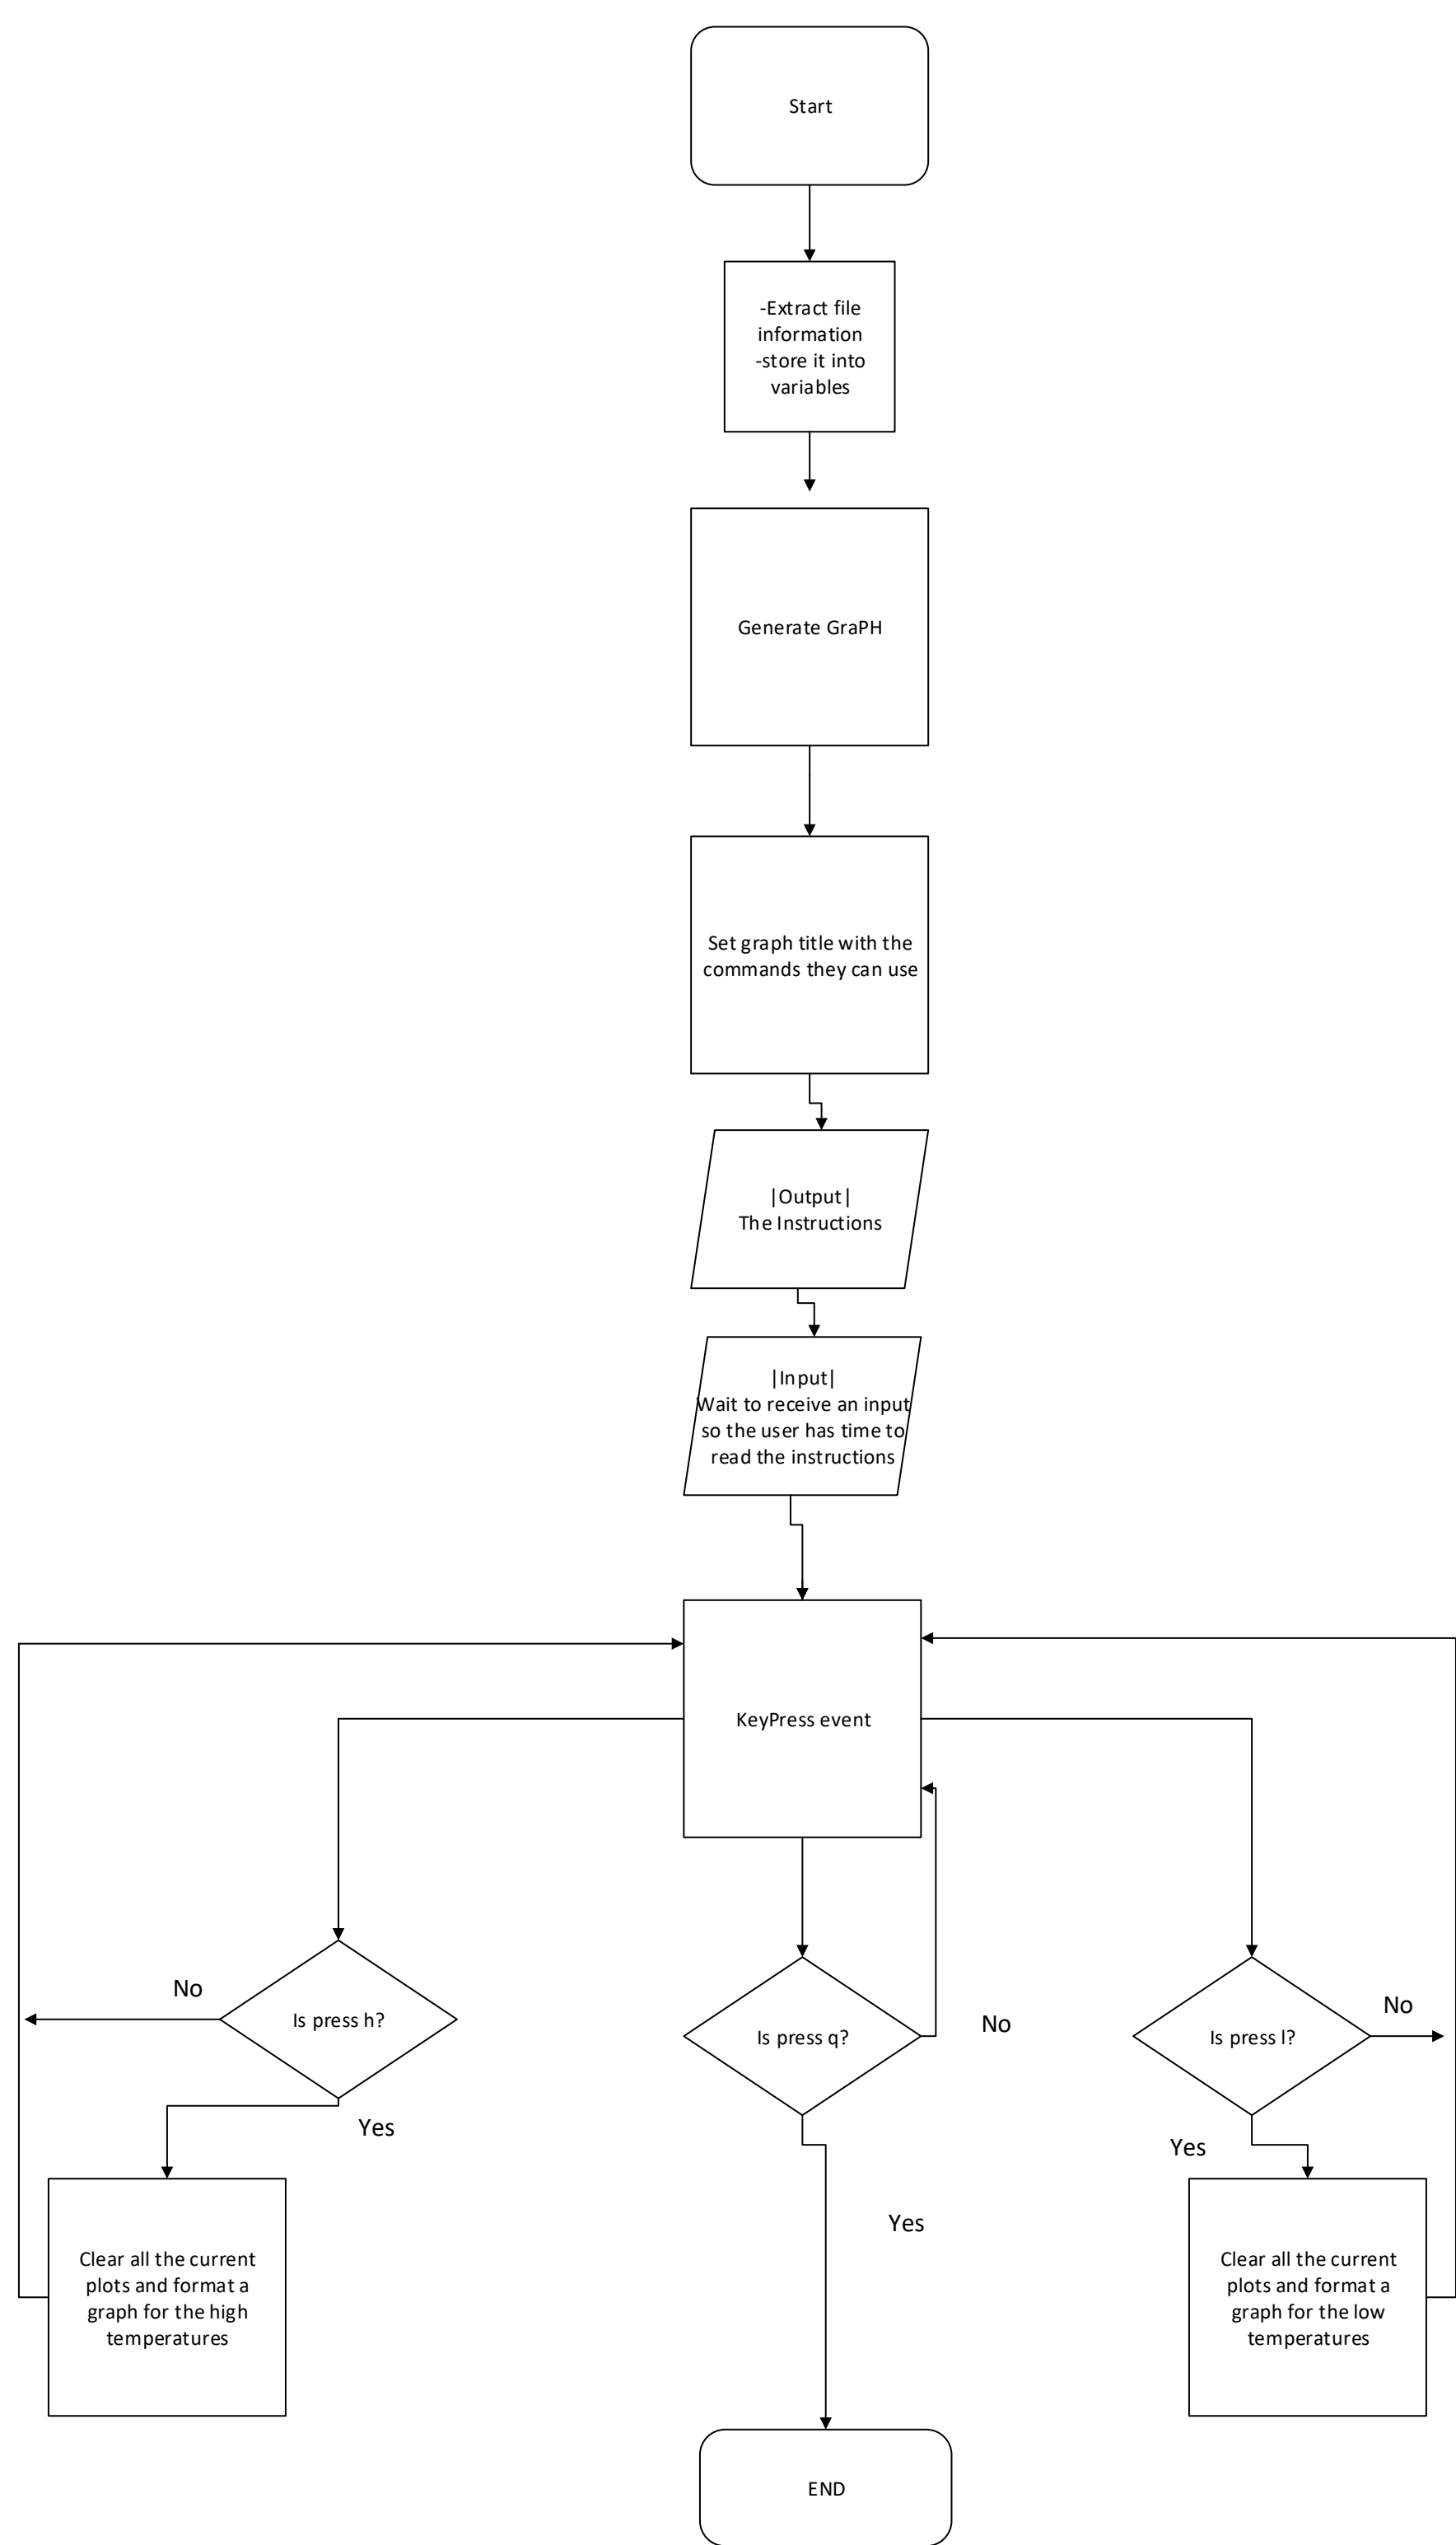 Start
-Extract file
information
-store it into
variables
Generate GraPH
Set graph title with the
commands they can use
|Output|
The Instructions
|Input|
Wait to receive an input
so the user has time to
read the instructions
KeyPress event
No
Is press h?
Yes
Is press q?
No
Yes
Is press l?
No
Yes
Clear all the current
plots and format a
graph for the high
temperatures
Clear all the current
plots and format a
graph for the low
temperatures
END